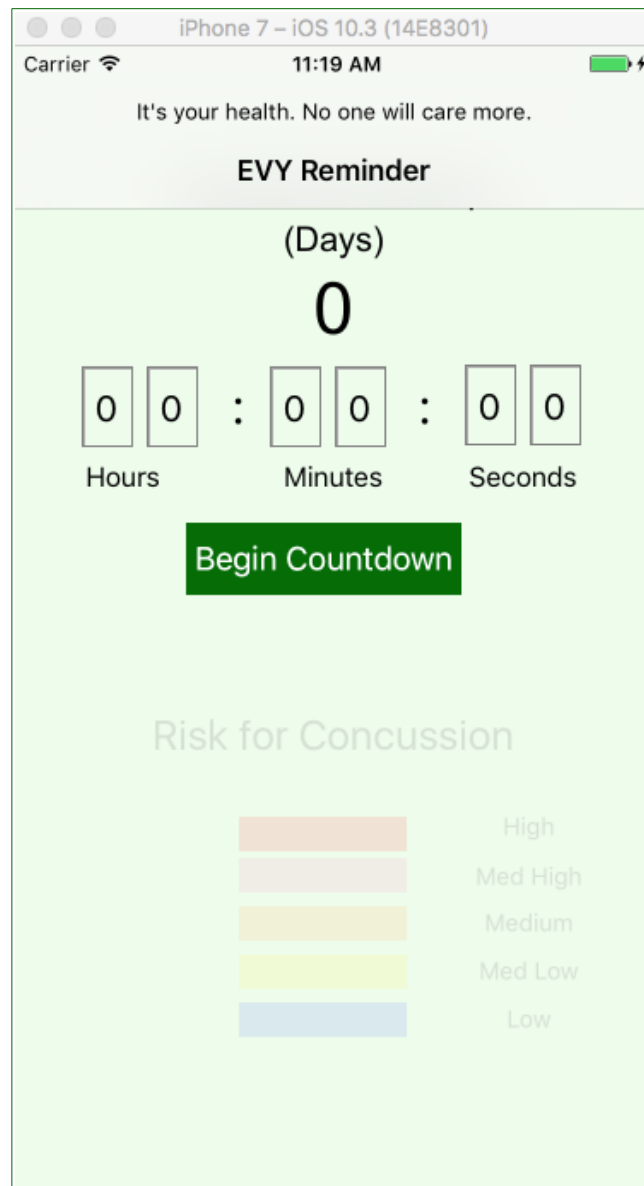 iPhone 7 – iOS 10.3 (14E8301)
Carrier 11:19 AM
It's your health. No one will care more.
EVY Reminder
(Days)
0
0 0 : 0 0 : 0 0
Hours Minutes Seconds
Begin Countdown
Risk for Concussion
High
Med High
Medium
Med Low
Low